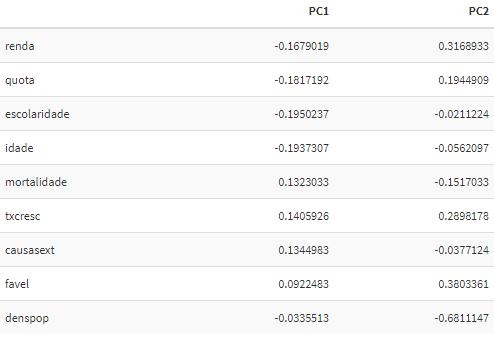 PC1 PC2
renda -0.1679019 0.3168933
quota -0.1817192 0.1944909
escolaridade -0.1950237 -0.0211224
idade -0.1937307 -0.0562097
mortalidade 0.1323033 -0.1517033
txcresc 0.1405926 0.2898178
causasext 0.1344983 -0.0377124
favel 0.0922483 0.3803361
denspop -0.0335513 -0.6811147